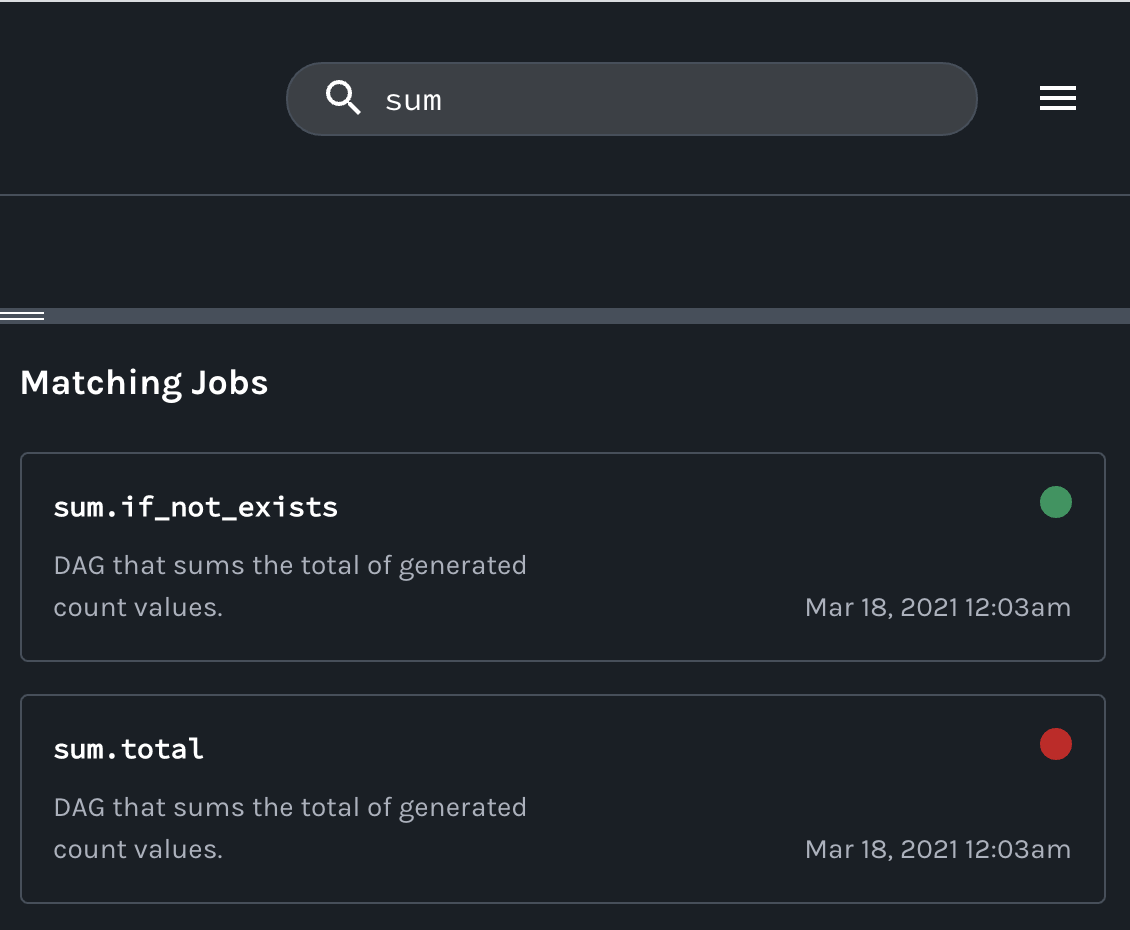 sum
Matching Jobs
sum.if_not_exists
DAG that sums the total of generated
count values.
Mar 18, 2021 12:03am
sum.total
DAG that sums the total of generated
count values.
Mar 18, 2021 12:03am